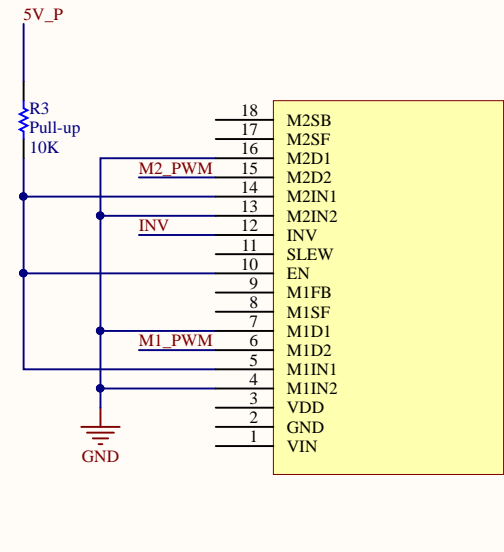 5V_P
R3
Pull-up
10K
18 M2SB
17 M2SF
16 M2D1
M2_PWM 15 M2D2
14 M2IN1
13 M2IN2
INV 12 INV
11 SLEW
10 EN
9 M1FB
8 M1SF
7 M1D1
M1_PWM 6 M1D2
5 M1IN1
4 M1IN2
3 VDD
2 GND
1 VIN
GND